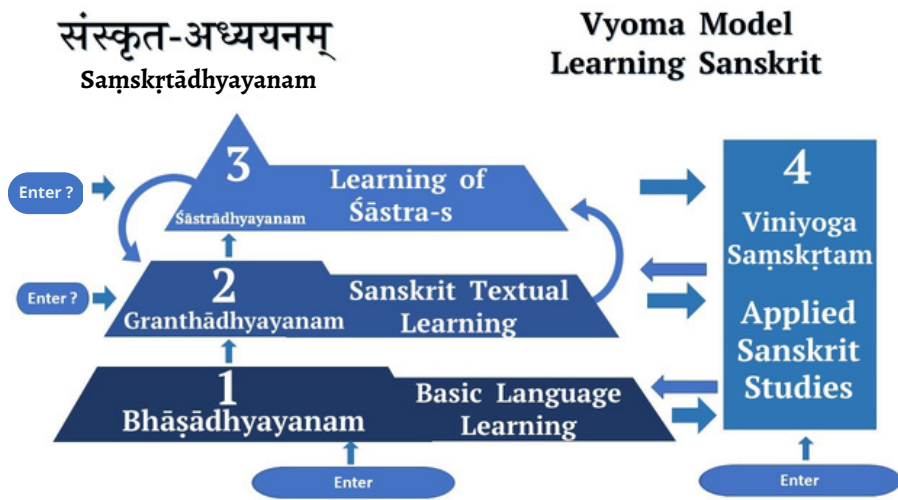 संस्कृत-अध्ययनम्
Saṃskṛtādhyayanam
Vyoma Model
Learning Sanskrit
Enter ?
3
Śāstrādhyayanam
Learning of
Śāstra-s
Enter ?
2
Granthādhyayanam
Sanskrit Textual
Learning
1
Bhāṣādhyayanam
Basic Language
Learning
Enter
4
Viniyoga
Saṃskṛtam
Applied
Sanskrit
Studies
Enter